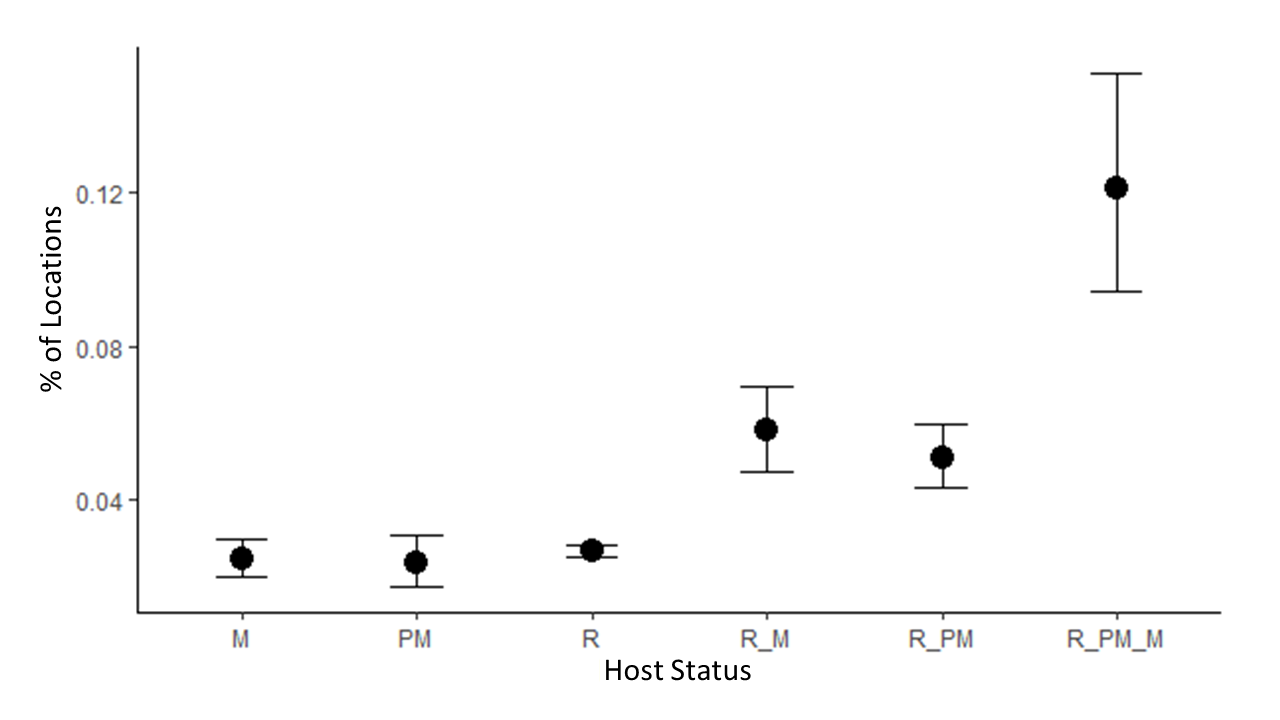 % of Locations
0.12
0.08
0.04
M PM R R_M R_PM R_PM_M
Host Status